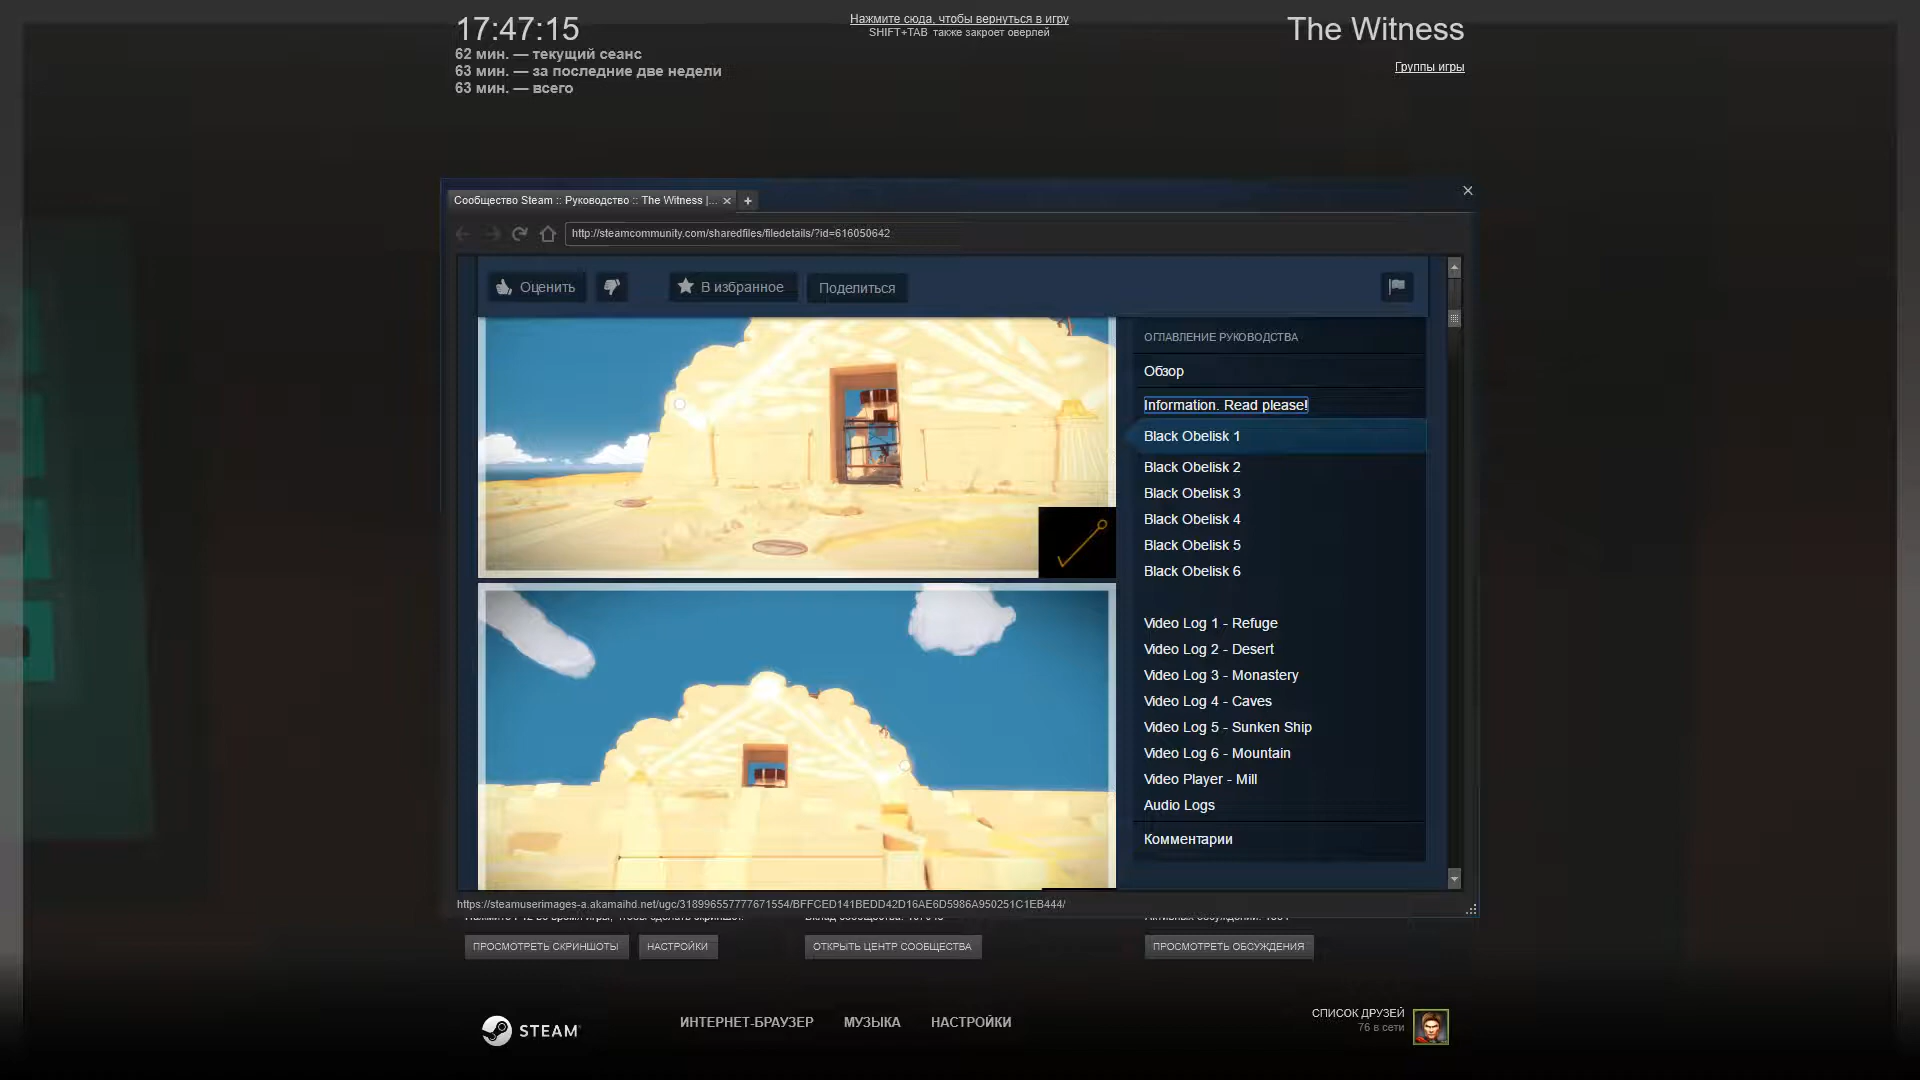 17:47:15
62 мин. — текущий сеанс
63 мин. — за последние две недели
63 мин. — всего
Нажмите сюда, чтобы вернуться в игру
SHIFT+TAB также закроет оверлей
The Witness
Группы игры
Сообщество Steam :: Руководство :: The Witness |...
http://steamcommunity.com/sharedfiles/filedetails/?id=616050642
Оценить
В избранное
Поделиться
ОГЛАВЛЕНИЕ РУКОВОДСТВА
Обзор
Information. Read please!
Black Obelisk 1
Black Obelisk 2
Black Obelisk 3
Black Obelisk 4
Black Obelisk 5
Black Obelisk 6
Video Log 1 - Refuge
Video Log 2 - Desert
Video Log 3 - Monastery
Video Log 4 - Caves
Video Log 5 - Sunken Ship
Video Log 6 - Mountain
Video Player - Mill
Audio Logs
Комментарии
https://steamuserimages-a.akamaihd.net/ugc/318996557777671554/BFFCED141BEDD42D16AE6D5986A950251C1EB444/
ПРОСМОТРЕТЬ СКРИНШОТЫ
НАСТРОЙКИ
ОТКРЫТЬ ЦЕНТР СООБЩЕСТВА
ПРОСМОТРЕТЬ ОБСУЖДЕНИЯ
STEAM
ИНТЕРНЕТ-БРАУЗЕР
МУЗЫКА
НАСТРОЙКИ
СПИСОК ДРУЗЕЙ
76 в сети